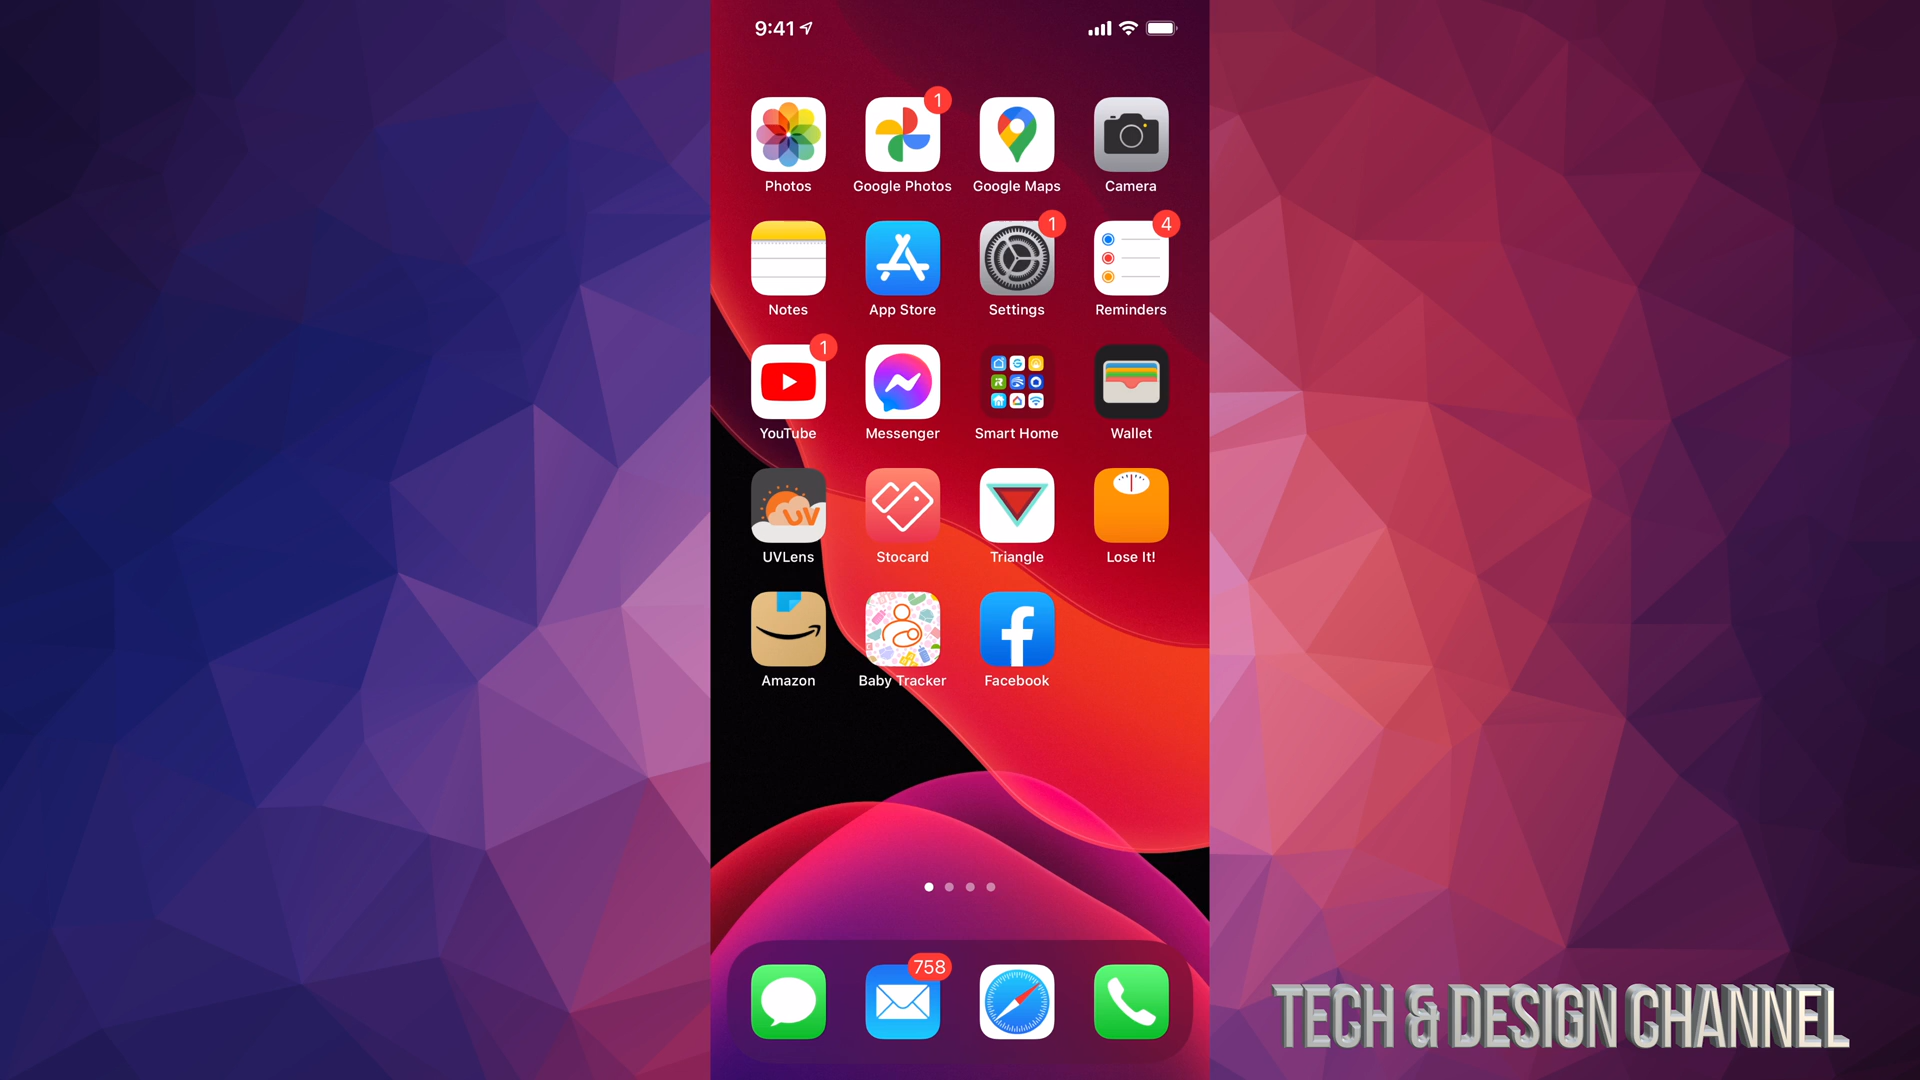 9:41
1
Photos Google Photos Google Maps Camera
1 4
Notes App Store Settings Reminders
1
YouTube Messenger Smart Home Wallet
UV
UVLens Stocard Triangle Lose It!
Amazon Baby Tracker Facebook
758
TECH & DESIGN CHANNEL